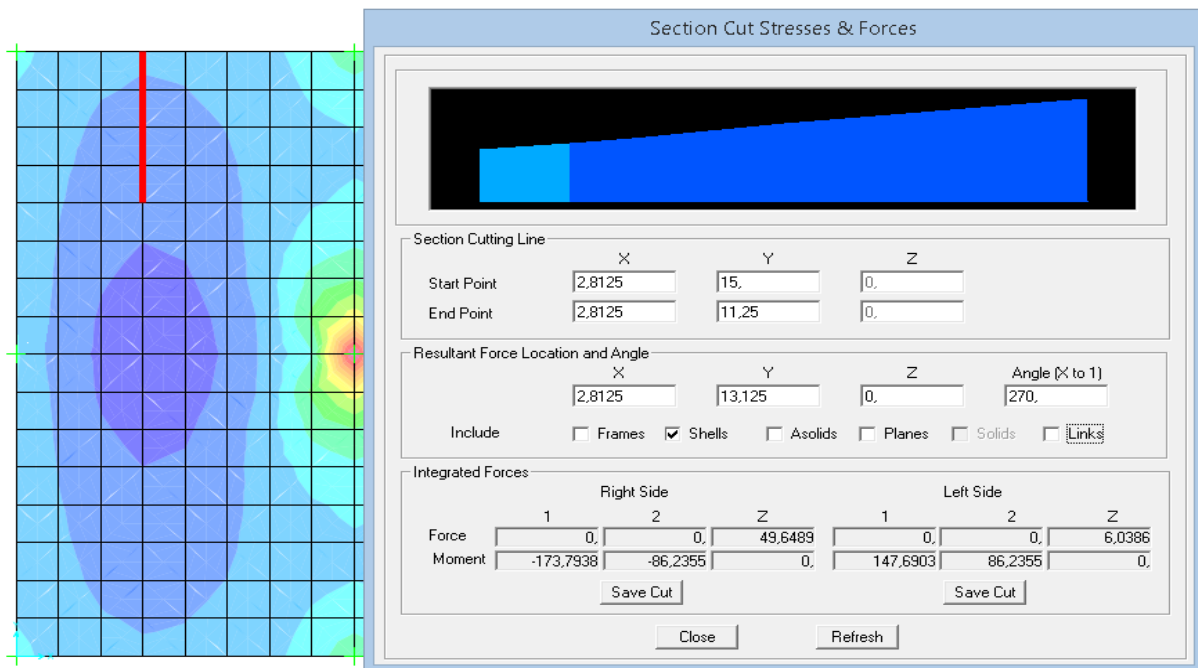 Section Cut Stresses & Forces
Section Cutting Line
X Y Z
Start Point 2,8125 15, 0,
End Point 2,8125 11,25 0,
Resultant Force Location and Angle
X Y Z Angle (X to 1)
2,8125 13,125 0, 270,
Include Frames Shells Asolids Planes Solids Links
Integrated Forces
Right Side Left Side
1 2 Z 1 2 Z
Force 0, 0, 49,6489 0, 0, 6,0386
Moment -173,7938 -86,2355 0, 147,6903 86,2355 0,
Save Cut Save Cut
Close Refresh